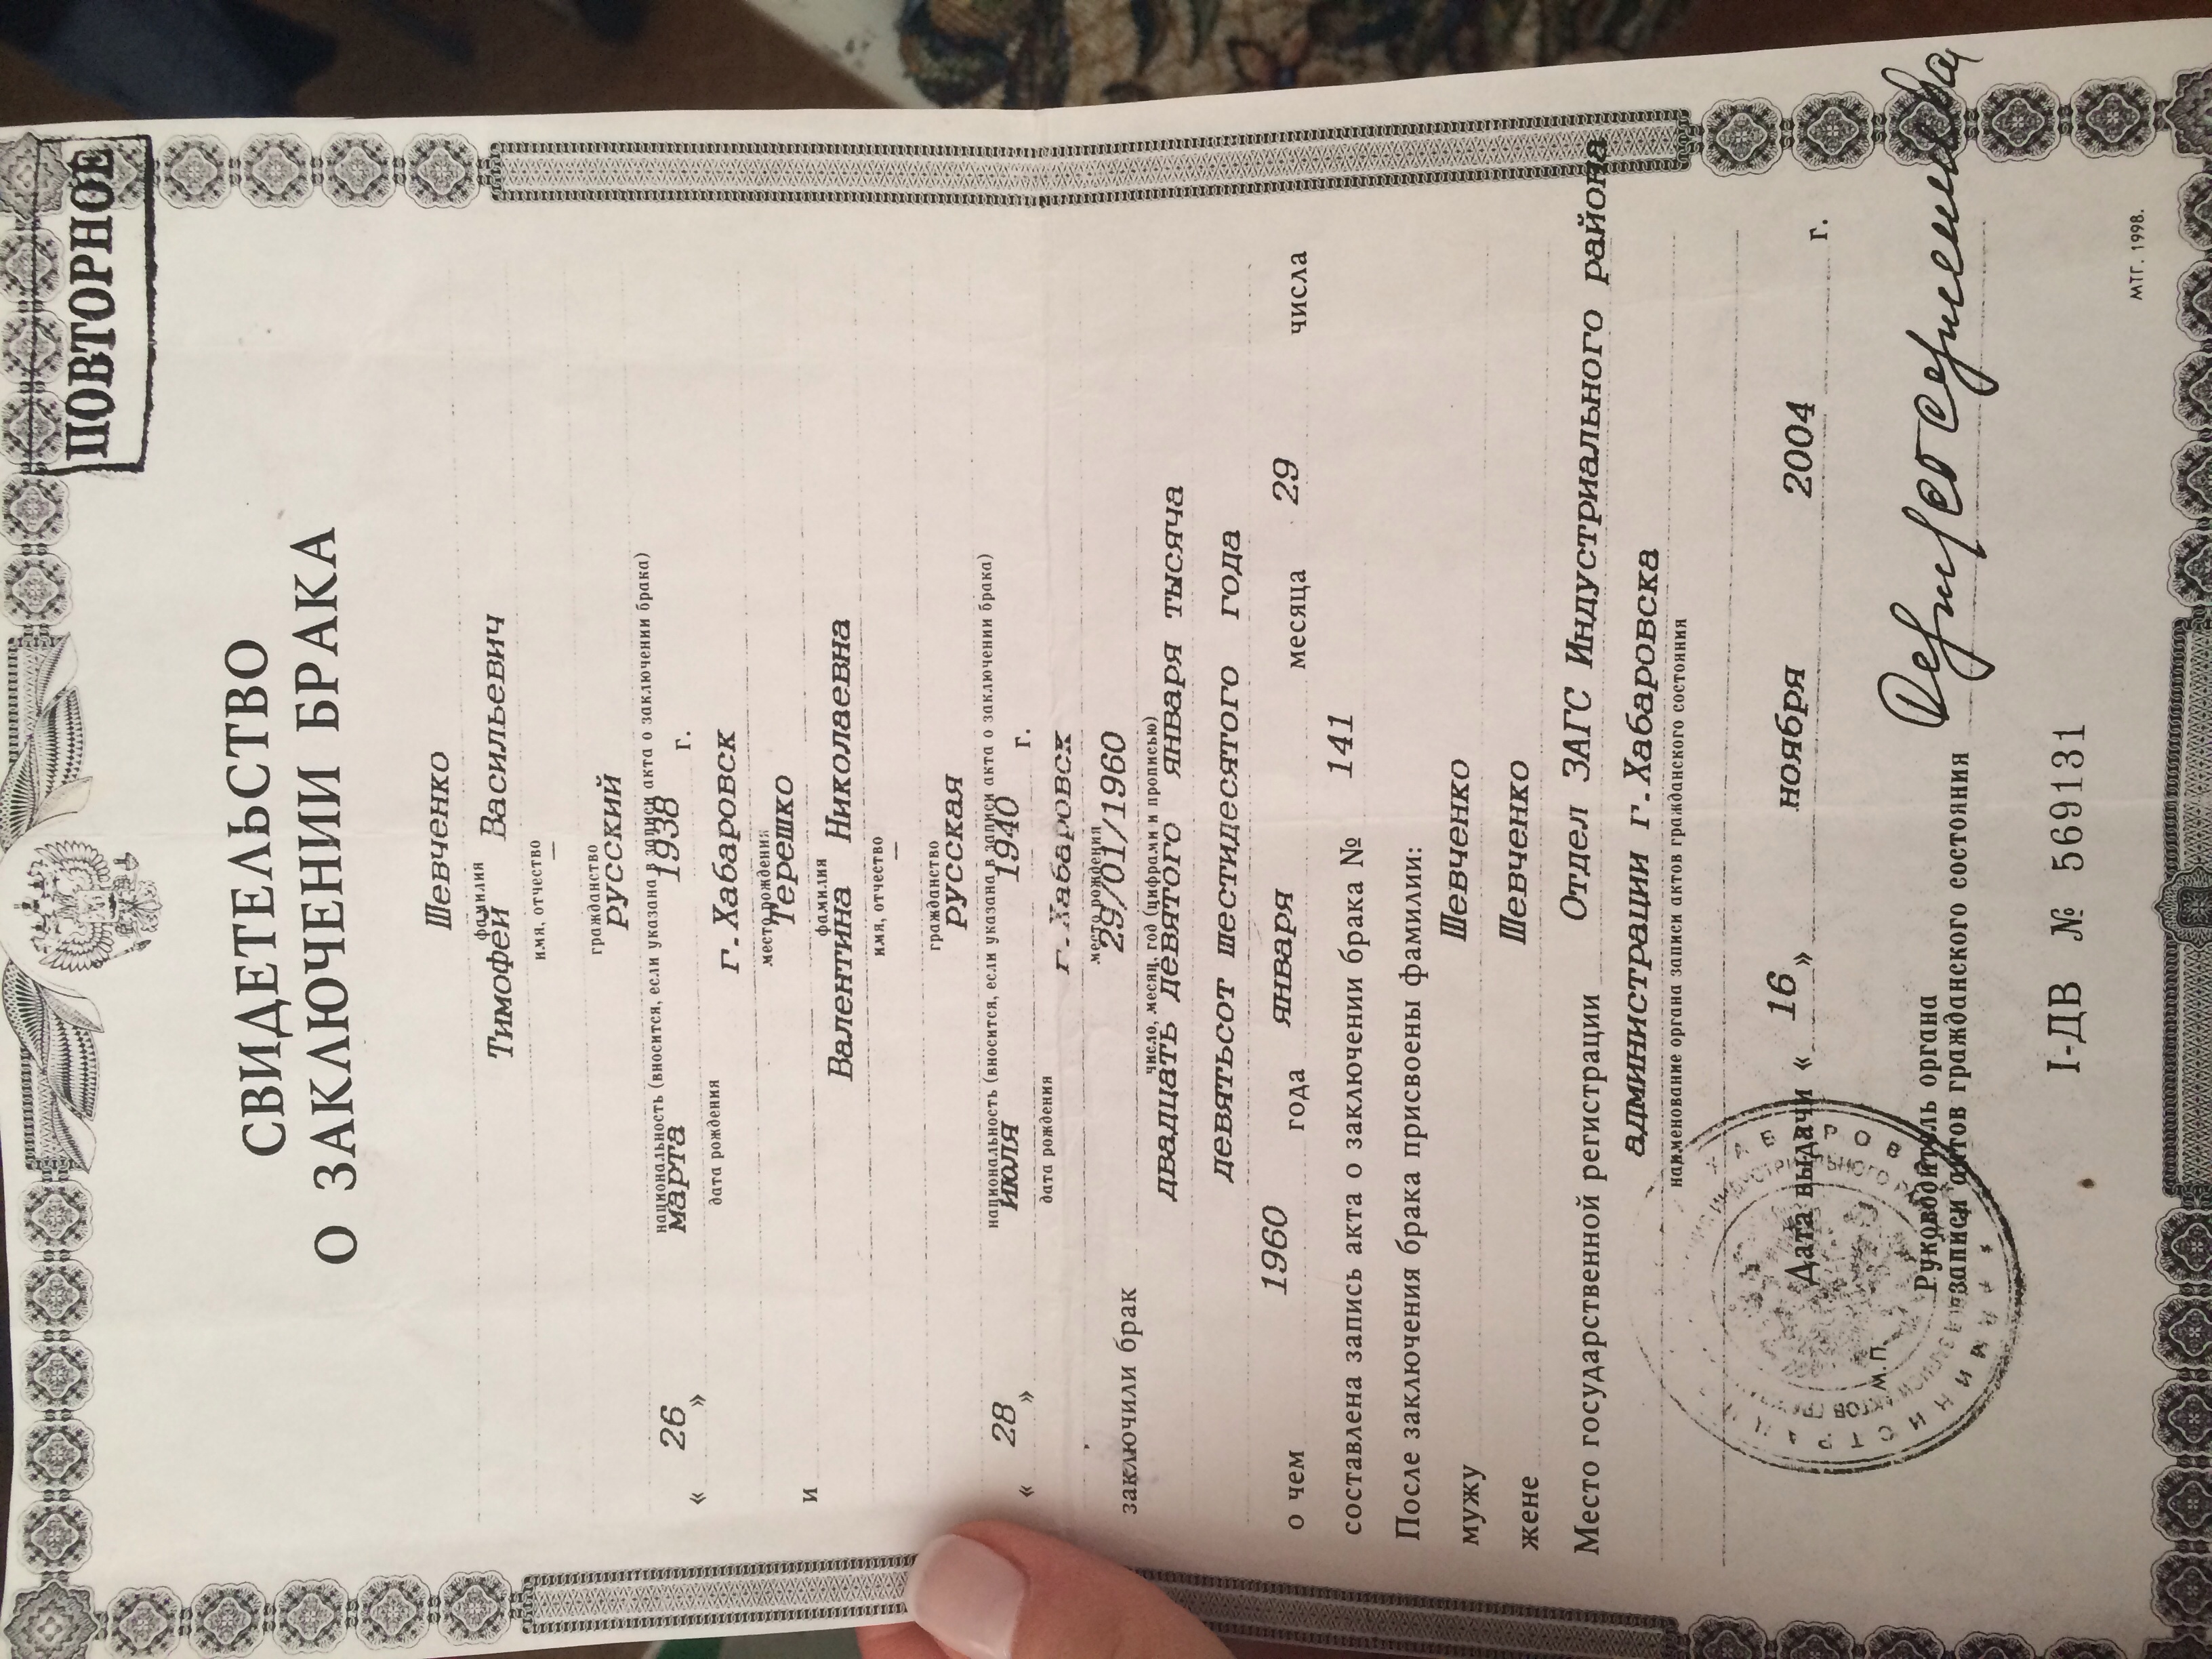 ПОВТОРНОЕ
СВИДЕТЕЛЬСТВО
О ЗАКЛЮЧЕНИИ БРАКА
Шевченко
фамилия
Тимофей Васильевич
имя, отчество
—
гражданство
русский
национальность (вносится, если указана в записи акта о заключении брака)
« 26 » марта 1938 г.
дата рождения
г.Хабаровск
место рождения
и Терешко
фамилия
Валентина Николаевна
имя, отчество
—
гражданство
русская
национальность (вносится, если указана в записи акта о заключении брака)
« 28 » июля 1940 г.
дата рождения
г.Хабаровск
место рождения
заключили брак 29/01/1960
число, месяц, год (цифрами и прописью)
двадцать девятого января тысяча
девятьсот шестидесятого года
о чем 1960 года января месяца 29 числа
составлена запись акта о заключении брака № 141
После заключения брака присвоены фамилии:
мужу Шевченко
жене Шевченко
Место государственной регистрации Отдел ЗАГС Индустриального района
администрации г.Хабаровска
наименование органа записи актов гражданского состояния
Дата выдачи « 16 » ноября 2004 г.
М.П.
Руководитель органа
записи актов гражданского состояния
I-ДВ № 569131
МТГ. 1998.